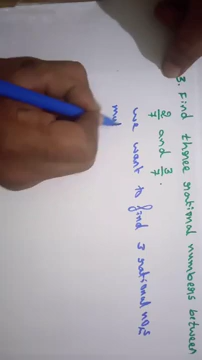 3. Find three rational numbers between
2/7 and 3/7.
we want to find 3 rational no,s
mul